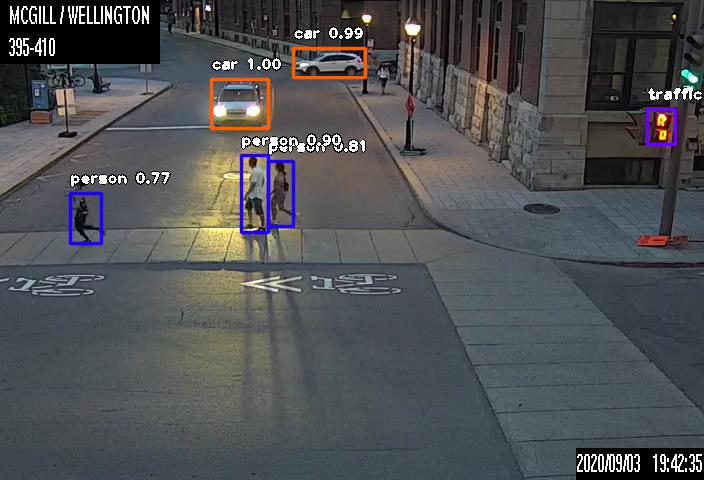 MCGILL / WELLINGTON
395-410
car 0.99
car 1.00
traffic
person 0.90
person 0.81
person 0.77
2020/09/03 19:42:35